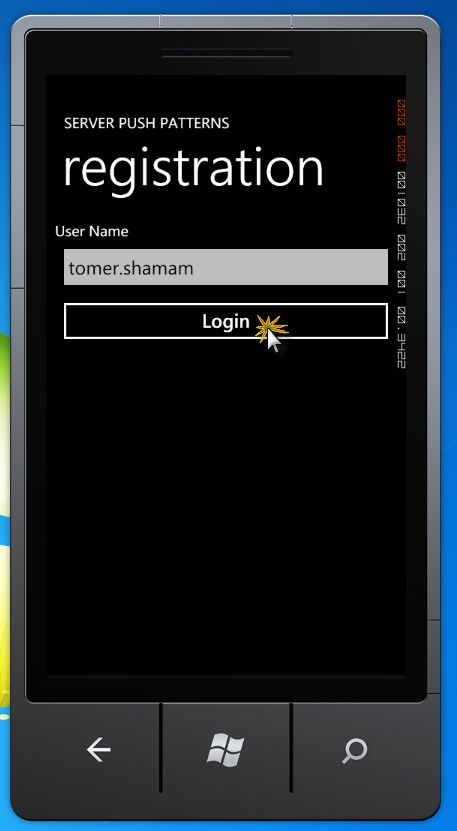 SERVER PUSH PATTERNS
registration
User Name
tomer.shamam
Login